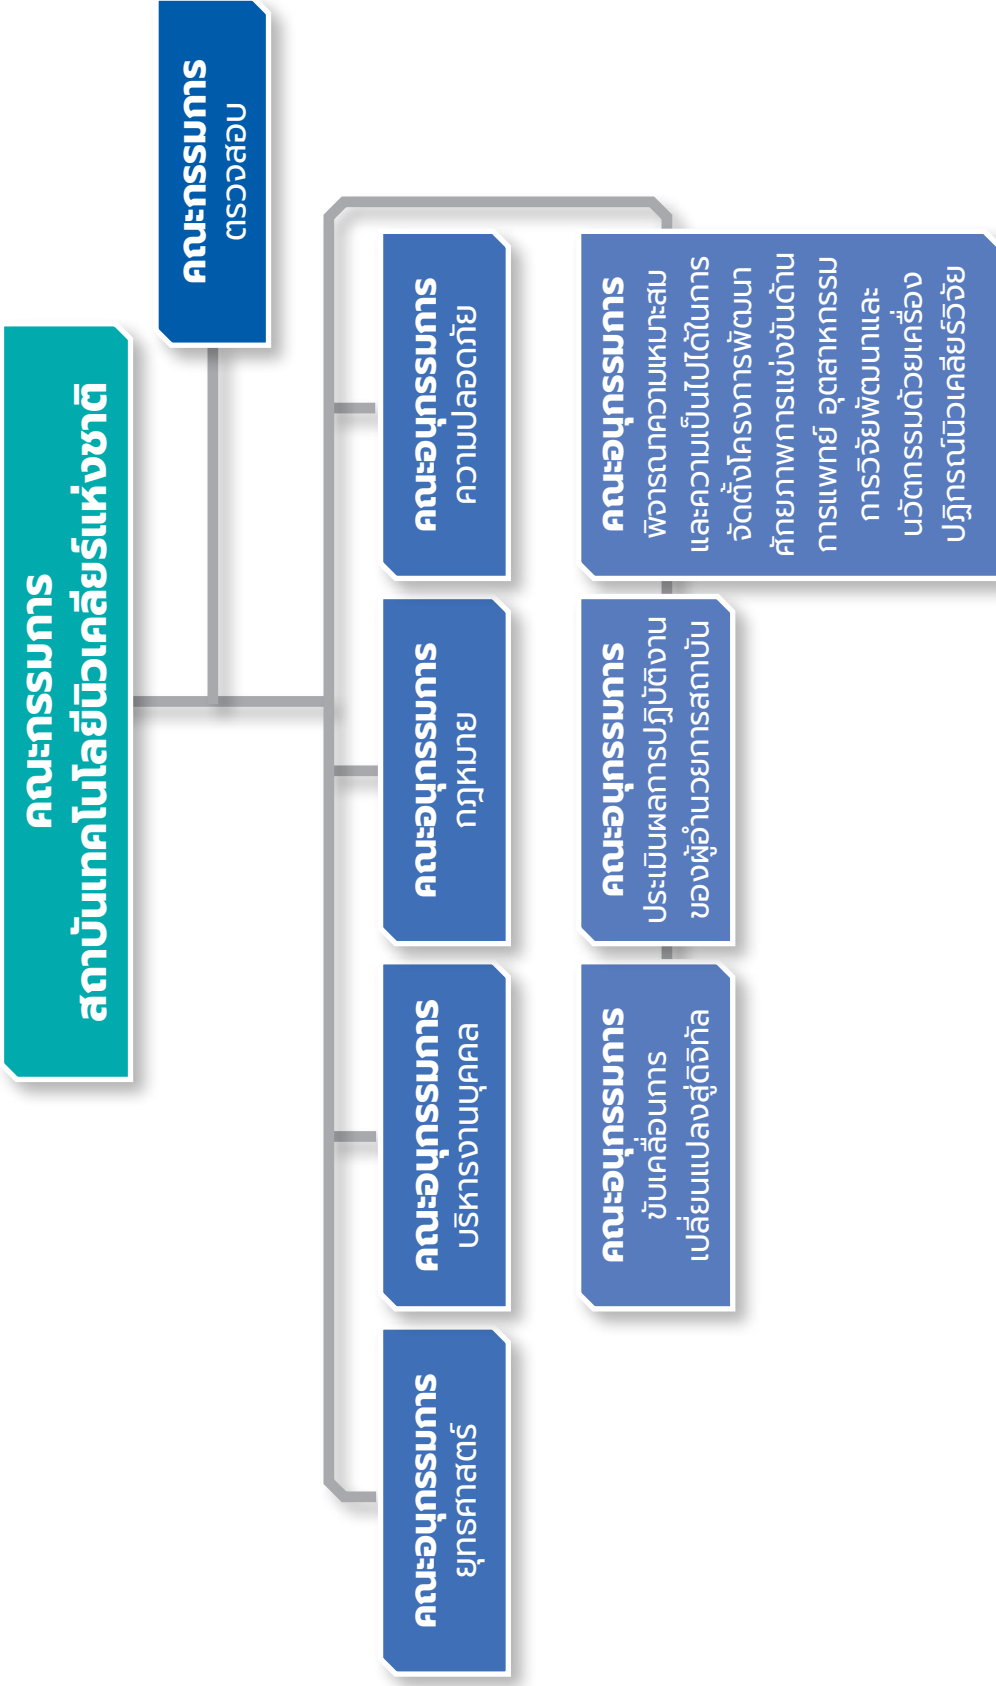 คณะกรรมการ
สถาบันเทคโนโลยีนิวเคลียร์แห่งชาติ
คณะกรรมการ
ตรวจสอบ
คณะอนุกรรมการ
ยุทธศาสตร์
คณะอนุกรรมการ
บริหารงานบุคคล
คณะอนุกรรมการ
กฎหมาย
คณะอนุกรรมการ
ความปลอดภัย
คณะอนุกรรมการ
ขับเคลื่อนการ
เปลี่ยนแปลงสู่ดิจิทัล
คณะอนุกรรมการ
ประเมินผลการปฏิบัติงาน
ของผู้อำนวยการสถาบัน
คณะอนุกรรมการ
พิจารณาความเหมาะสม
และความเป็นไปได้ในการ
จัดตั้งโครงการพัฒนา
ศักยภาพการแข่งขันด้าน
การแพทย์ อุตสาหกรรม
การวิจัยพัฒนาและ
นวัตกรรมด้วยเครื่อง
ปฏิกรณ์นิวเคลียร์วิจัย